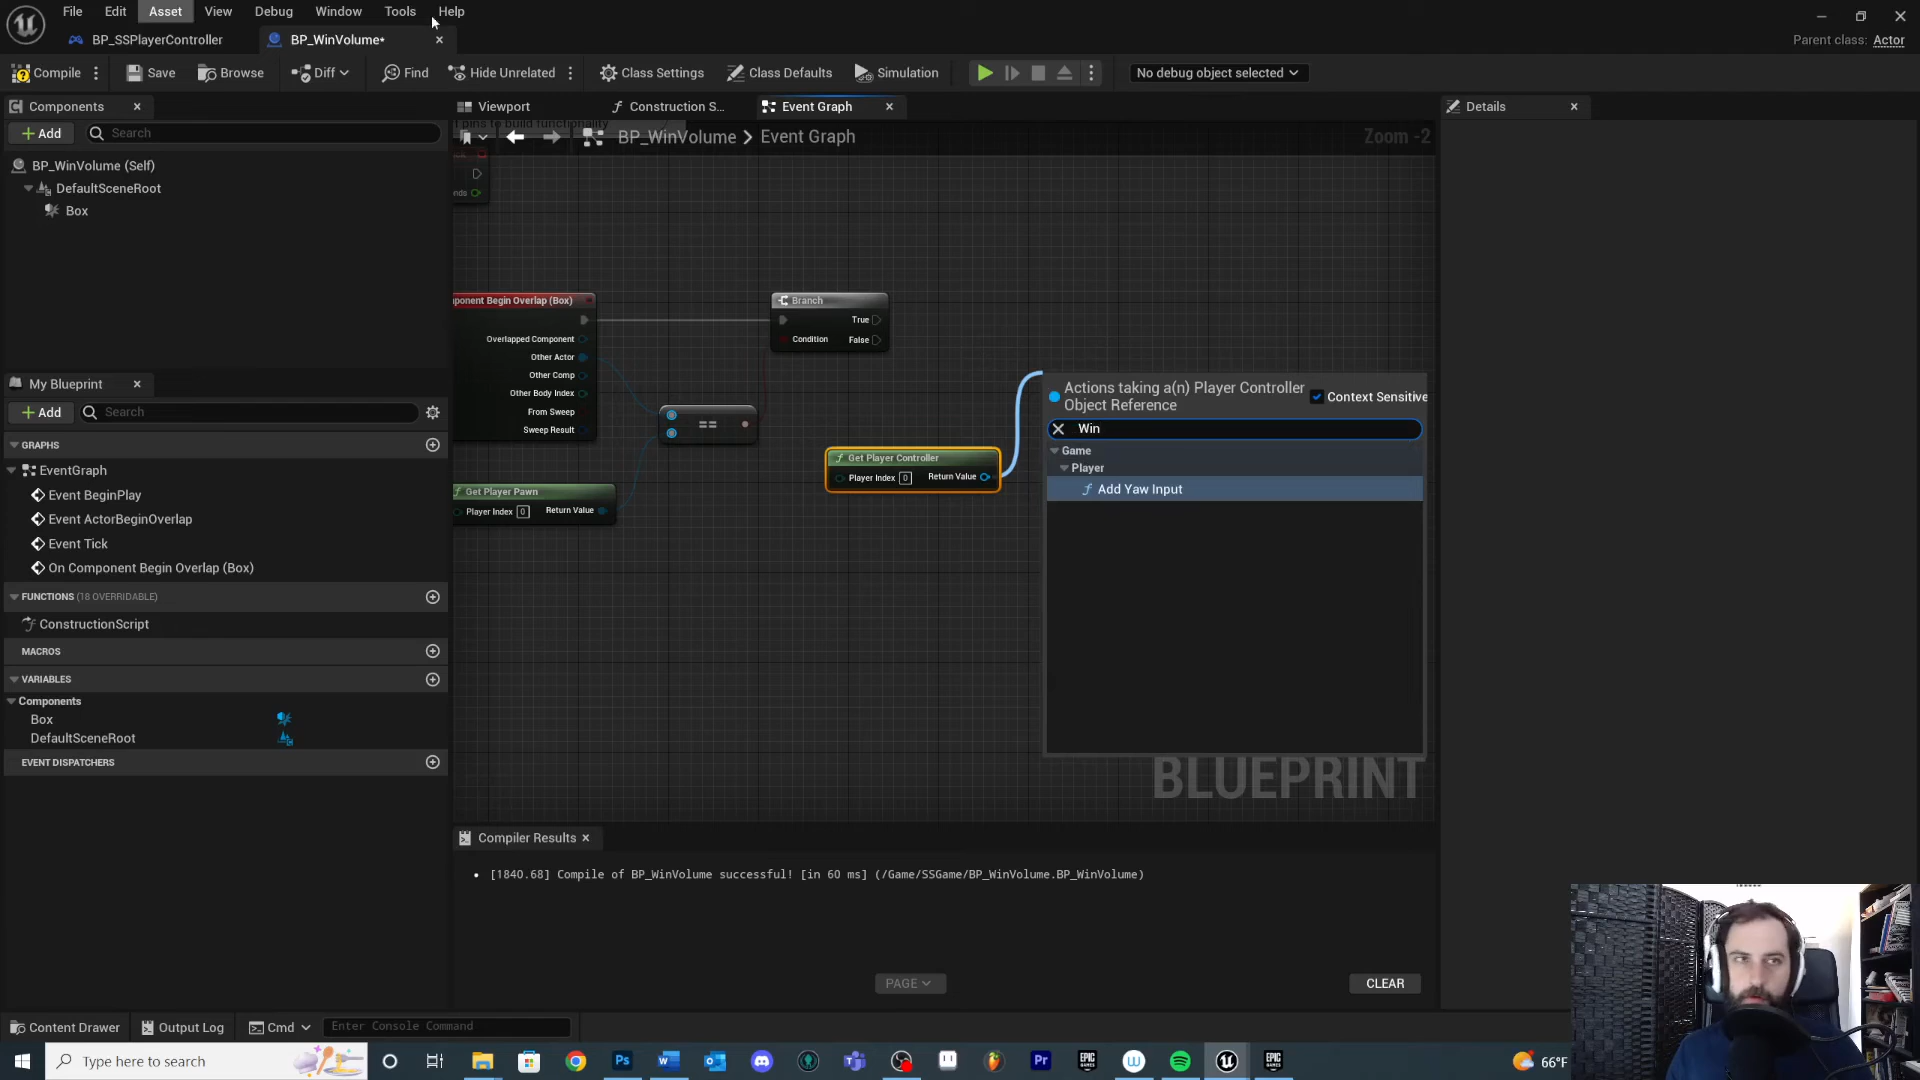 File Edit Asset View Debug Window Tools Help
BP_SSPlayerController BP_WinVolume* Parent class: Actor
Compile Save Browse Diff Find Hide Unrelated Class Settings Class Defaults Simulation No debug object selected
Components Viewport Construction S... Event Graph Details
Add Search
BP_WinVolume > Event Graph Zoom -2
BP_WinVolume (Self)
DefaultSceneRoot
Box
ponent Begin Overlap (Box)
Overlapped Component
Other Actor
Other Comp
Other Body Index
From Sweep
Sweep Result
Branch
True
Condition False
==
Get Player Pawn
Player Index 0 Return Value
Get Player Controller
Player Index 0 Return Value
Actions taking a(n) Player Controller
Object Reference
Context Sensitive
Win
Game
Player
Add Yaw Input
BLUEPRINT
My Blueprint
Add Search
GRAPHS
EventGraph
Event BeginPlay
Event ActorBeginOverlap
Event Tick
On Component Begin Overlap (Box)
FUNCTIONS (18 OVERRIDABLE)
ConstructionScript
MACROS
VARIABLES
Components
Box
DefaultSceneRoot
EVENT DISPATCHERS
Compiler Results
[1840.68] Compile of BP_WinVolume successful! [in 60 ms] (/Game/SSGame/BP_WinVolume.BP_WinVolume)
PAGE CLEAR
Content Drawer Output Log Cmd Enter Console Command
Type here to search 66°F